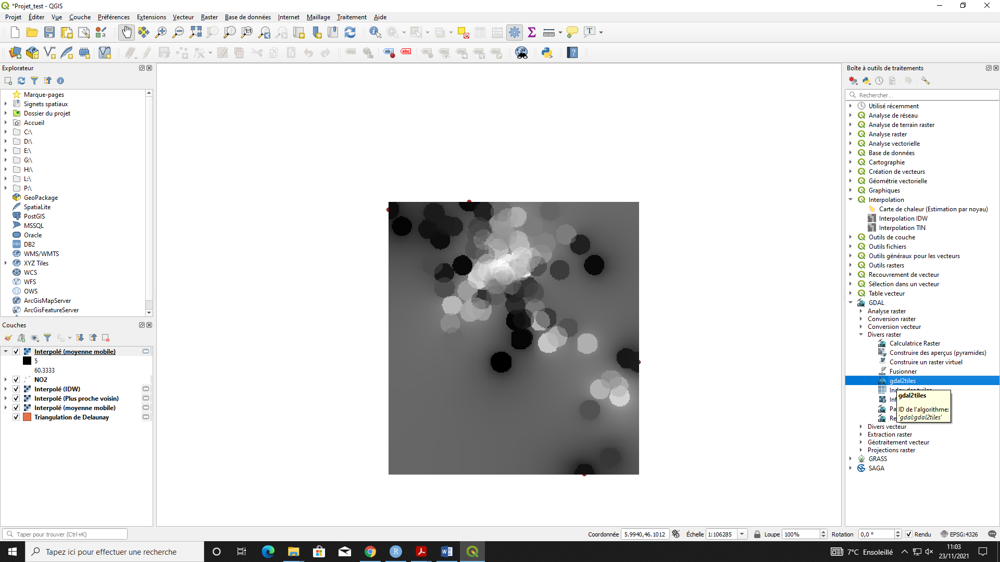 *Projet_test - QGIS
Projet Éditer Vue Couche Préférences Extensions Vecteur Raster Base de données Internet Maillage Traitement Aide
Explorateur
Marque-pages
Signets spatiaux
Dossier du projet
Accueil
C:\
D:\
E:\
G:\
H:\
L:\
P:\
GeoPackage
SpatiaLite
PostGIS
MSSQL
Oracle
DB2
WMS/WMTS
XYZ Tiles
WCS
WFS
OWS
ArcGisMapServer
ArcGisFeatureServer
Couches
Interpolé (moyenne mobile)
5
60.3333
NO2
Interpolé (IDW)
Interpolé (Plus proche voisin)
Interpolé (moyenne mobile)
Triangulation de Delaunay
Boîte à outils de traitements
Rechercher...
Utilisé récemment
Analyse de réseau
Analyse de terrain raster
Analyse raster
Analyse vectorielle
Base de données
Cartographie
Création de vecteurs
Géométrie vectorielle
Graphiques
Interpolation
Carte de chaleur (Estimation par noyau)
Interpolation IDW
Interpolation TIN
Outils de couche
Outils fichiers
Outils généraux pour les vecteurs
Outils rasters
Recouvrement de vecteur
Sélection dans un vecteur
Table vecteur
GDAL
Analyse raster
Conversion raster
Conversion vecteur
Divers raster
Calculatrice Raster
Construire des aperçus (pyramides)
Construire un raster virtuel
Fusionner
gdal2tiles
gdal2tiles
ID de l'algorithme:
'gdal:gdal2tiles'
Divers vecteur
Extraction raster
Géotraitement vecteur
Projections raster
GRASS
SAGA
Taper pour trouver (Ctrl+K)
Coordonnée 5.9940,46.1012 Échelle 1:106285 Loupe 100% Rotation 0,0 ° Rendu EPSG:4326
Tapez ici pour effectuer une recherche
7°C Ensoleillé
11:03
23/11/2021